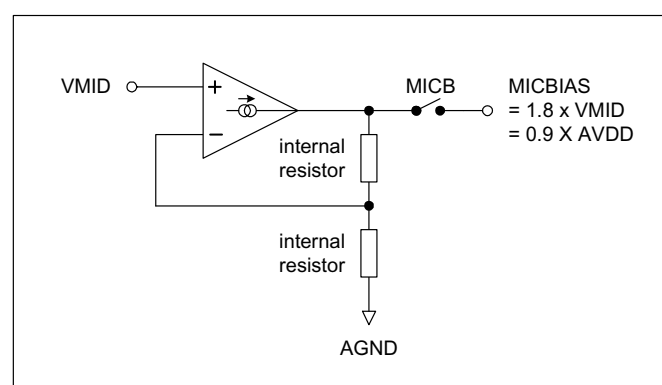 VMID
+
−
MICB
MICBIAS
= 1.8 x VMID
= 0.9 X AVDD
internal
resistor
internal
resistor
AGND